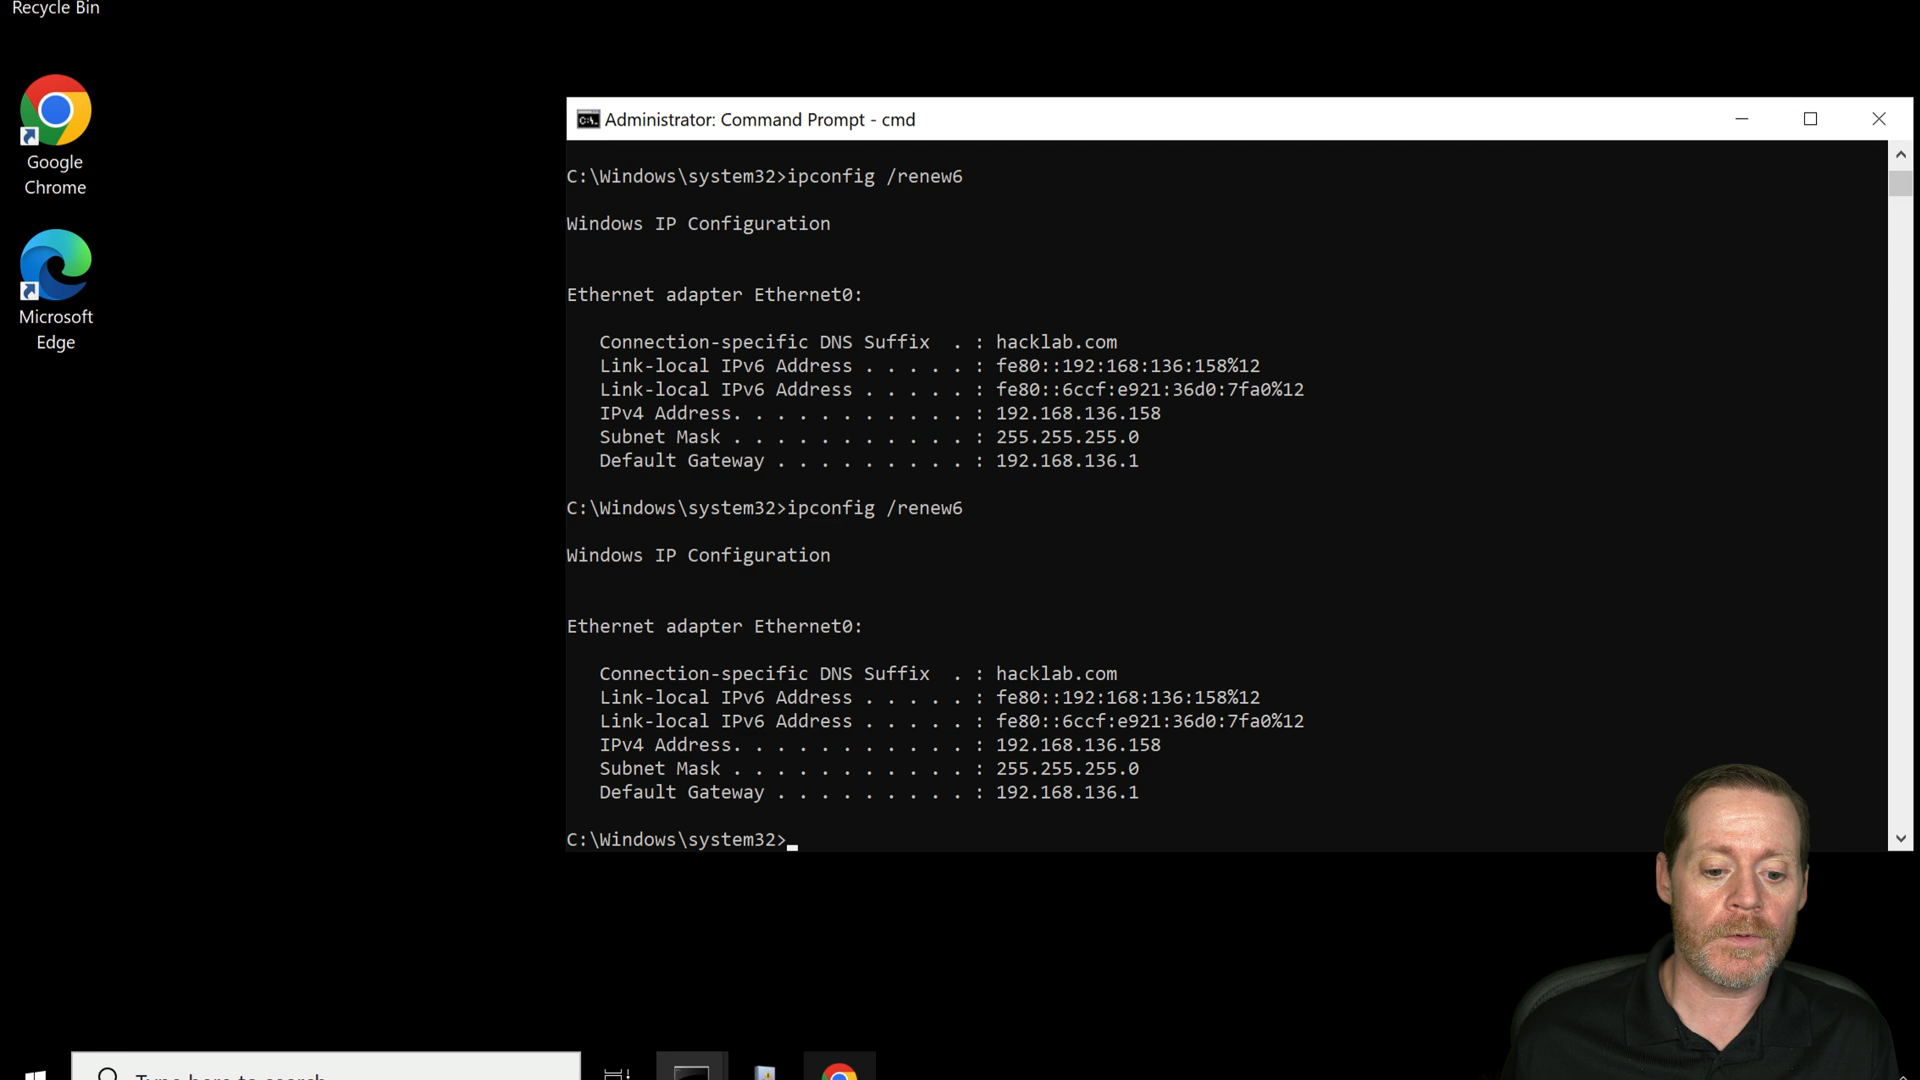 Recycle Bin
Google
Chrome
Microsoft
Edge
Administrator: Command Prompt - cmd
C:\Windows\system32>ipconfig /renew6
Windows IP Configuration
Ethernet adapter Ethernet0:
Connection-specific DNS Suffix . : hacklab.com
Link-local IPv6 Address . . . . . : fe80::192:168:136:158%12
Link-local IPv6 Address . . . . . : fe80::6ccf:e921:36d0:7fa0%12
IPv4 Address. . . . . . . . . . . : 192.168.136.158
Subnet Mask . . . . . . . . . . . : 255.255.255.0
Default Gateway . . . . . . . . . : 192.168.136.1
C:\Windows\system32>ipconfig /renew6
Windows IP Configuration
Ethernet adapter Ethernet0:
Connection-specific DNS Suffix . : hacklab.com
Link-local IPv6 Address . . . . . : fe80::192:168:136:158%12
Link-local IPv6 Address . . . . . : fe80::6ccf:e921:36d0:7fa0%12
IPv4 Address. . . . . . . . . . . : 192.168.136.158
Subnet Mask . . . . . . . . . . . : 255.255.255.0
Default Gateway . . . . . . . . . : 192.168.136.1
C:\Windows\system32>
Type here to search